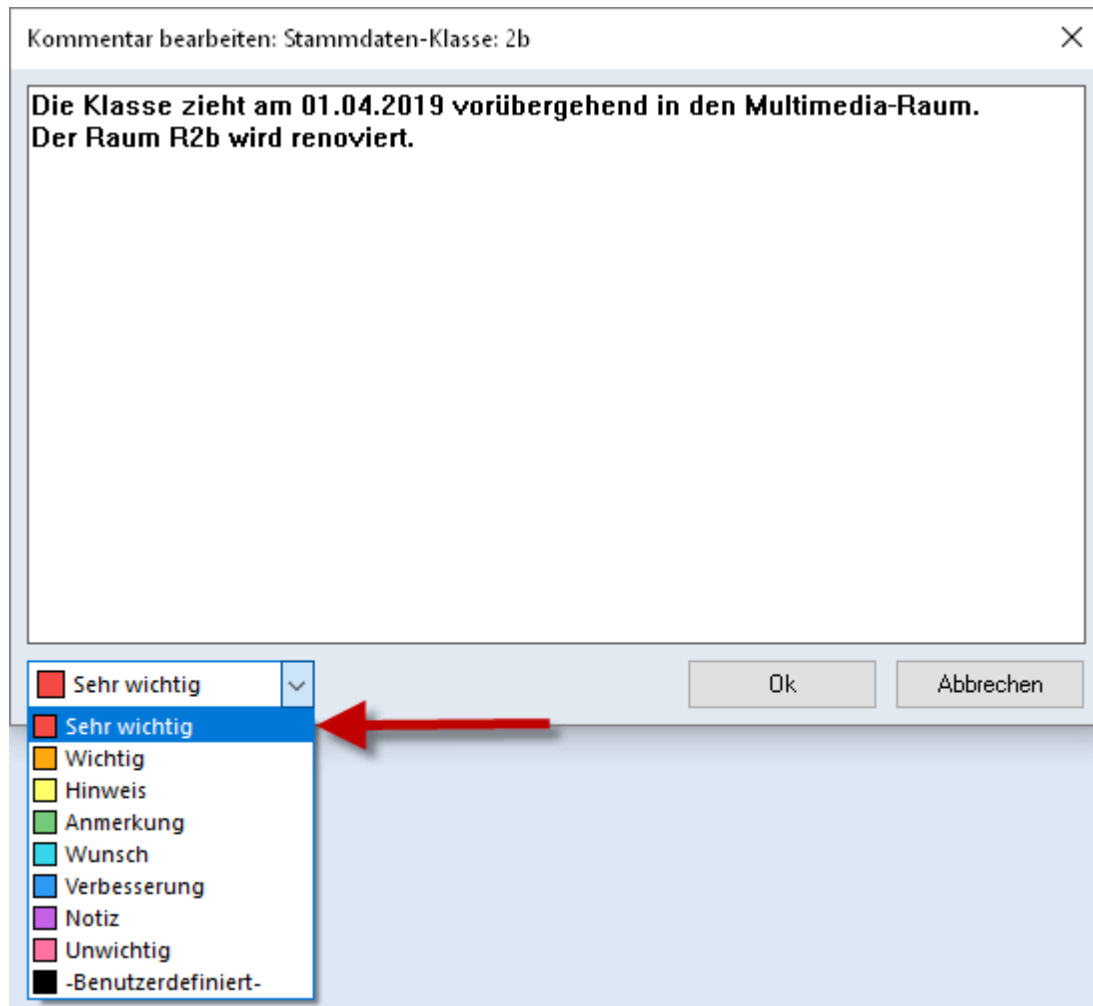 Kommentar bearbeiten: Stammdaten-Klasse: 2b
Die Klasse zieht am 01.04.2019 vorübergehend in den Multimedia-Raum.
Der Raum R2b wird renoviert.
Sehr wichtig
Ok
Abbrechen
Sehr wichtig
Wichtig
Hinweis
Anmerkung
Wunsch
Verbesserung
Notiz
Unwichtig
-Benutzerdefiniert-